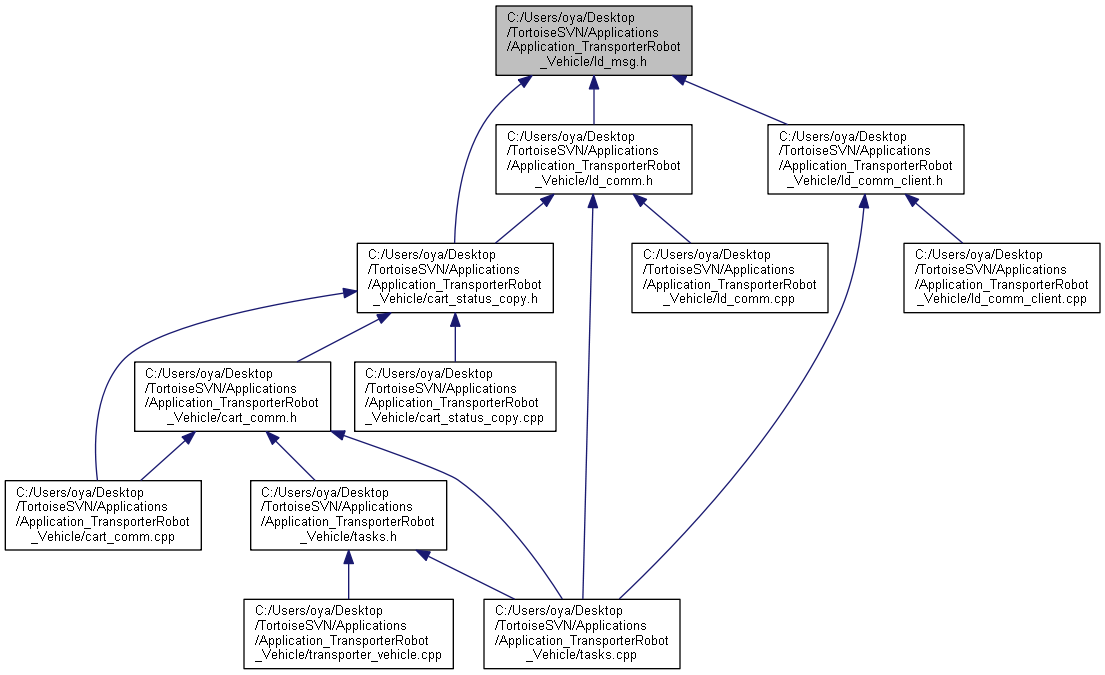 C:/Users/oya/Desktop
/TortoiseSVN/Applications
/Application_TransporterRobot
_Vehicle/ld_msg.h
C:/Users/oya/Desktop
/TortoiseSVN/Applications
/Application_TransporterRobot
_Vehicle/ld_comm.h
C:/Users/oya/Desktop
/TortoiseSVN/Applications
/Application_TransporterRobot
_Vehicle/ld_comm_client.h
C:/Users/oya/Desktop
/TortoiseSVN/Applications
/Application_TransporterRobot
_Vehicle/cart_status_copy.h
C:/Users/oya/Desktop
/TortoiseSVN/Applications
/Application_TransporterRobot
_Vehicle/ld_comm.cpp
C:/Users/oya/Desktop
/TortoiseSVN/Applications
/Application_TransporterRobot
_Vehicle/ld_comm_client.cpp
C:/Users/oya/Desktop
/TortoiseSVN/Applications
/Application_TransporterRobot
_Vehicle/cart_comm.h
C:/Users/oya/Desktop
/TortoiseSVN/Applications
/Application_TransporterRobot
_Vehicle/cart_status_copy.cpp
C:/Users/oya/Desktop
/TortoiseSVN/Applications
/Application_TransporterRobot
_Vehicle/cart_comm.cpp
C:/Users/oya/Desktop
/TortoiseSVN/Applications
/Application_TransporterRobot
_Vehicle/tasks.h
C:/Users/oya/Desktop
/TortoiseSVN/Applications
/Application_TransporterRobot
_Vehicle/transporter_vehicle.cpp
C:/Users/oya/Desktop
/TortoiseSVN/Applications
/Application_TransporterRobot
_Vehicle/tasks.cpp